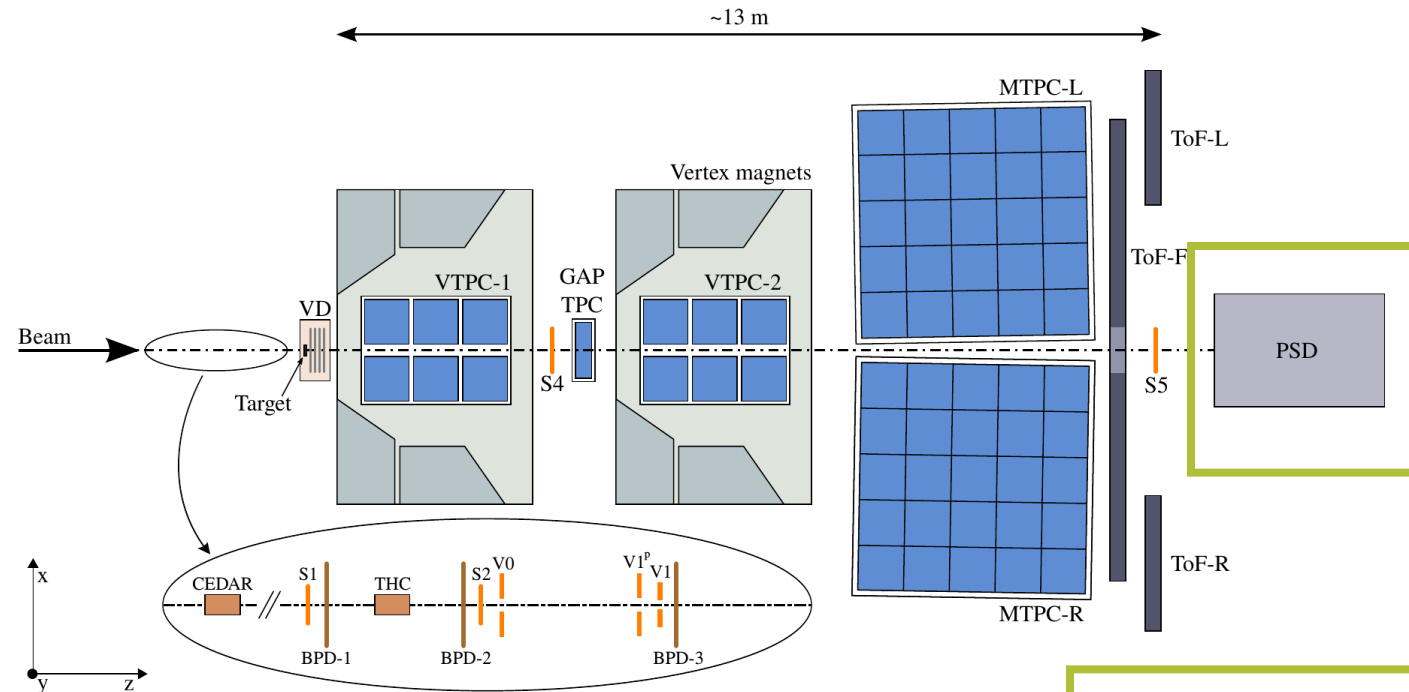 ~13 m
MTPC-L
ToF-L
Vertex magnets
ToF-F
VTPC-1
GAP
TPC
VTPC-2
VD
Beam
PSD
S4
S5
Target
CEDAR
S1
THC
S2
V0
V1ᵖ
V1
ToF-R
MTPC-R
BPD-1
BPD-2
BPD-3
x
y
z